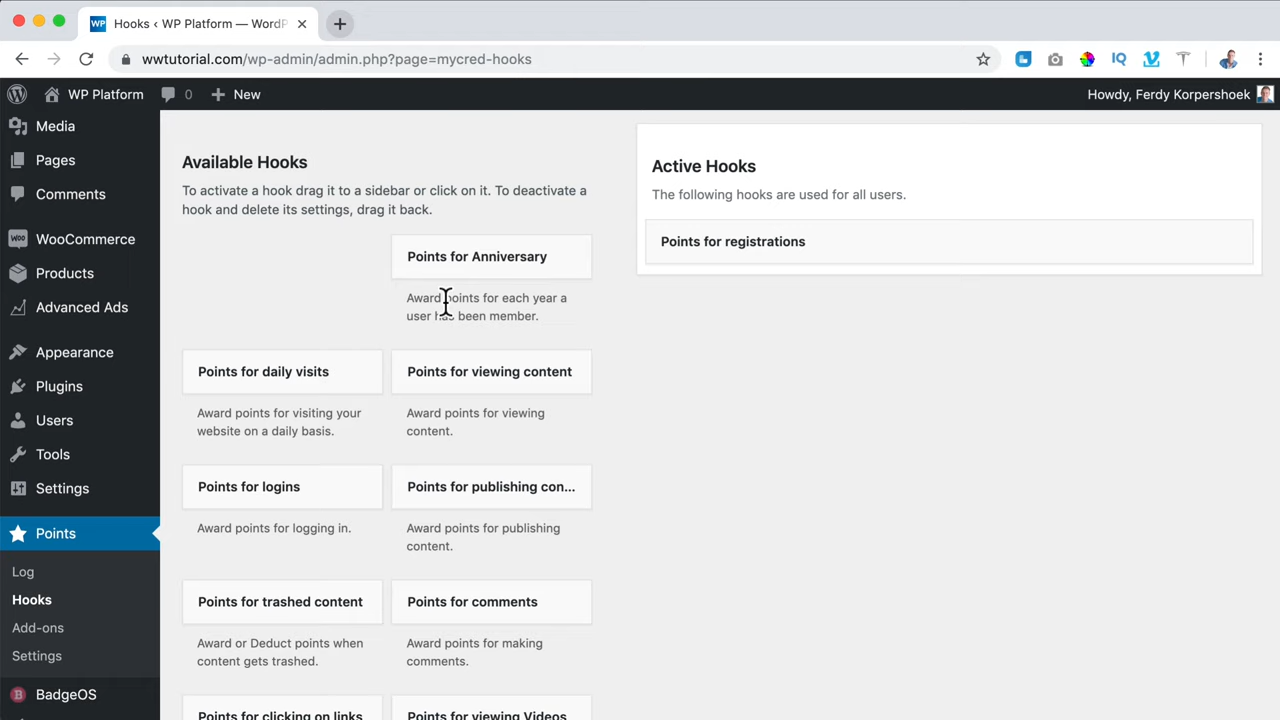 WP
Hooks ‹ WP Platform — WordP
wwtutorial.com/wp-admin/admin.php?page=mycred-hooks
IQ
WP Platform
0
New
Howdy, Ferdy Korpershoek
Media
Pages
Comments
WooCommerce
Products
Advanced Ads
Appearance
Plugins
Users
Tools
Settings
Points
Log
Hooks
Add-ons
Settings
BadgeOS
Available Hooks
To activate a hook drag it to a sidebar or click on it. To deactivate a
hook and delete its settings, drag it back.
Points for Anniversary
Award points for each year a
user has been member.
Points for daily visits
Award points for visiting your
website on a daily basis.
Points for viewing content
Award points for viewing
content.
Points for logins
Award points for logging in.
Points for publishing con...
Award points for publishing
content.
Points for trashed content
Award or Deduct points when
content gets trashed.
Points for comments
Award points for making
comments.
Points for clicking on links
Points for viewing Videos
Active Hooks
The following hooks are used for all users.
Points for registrations